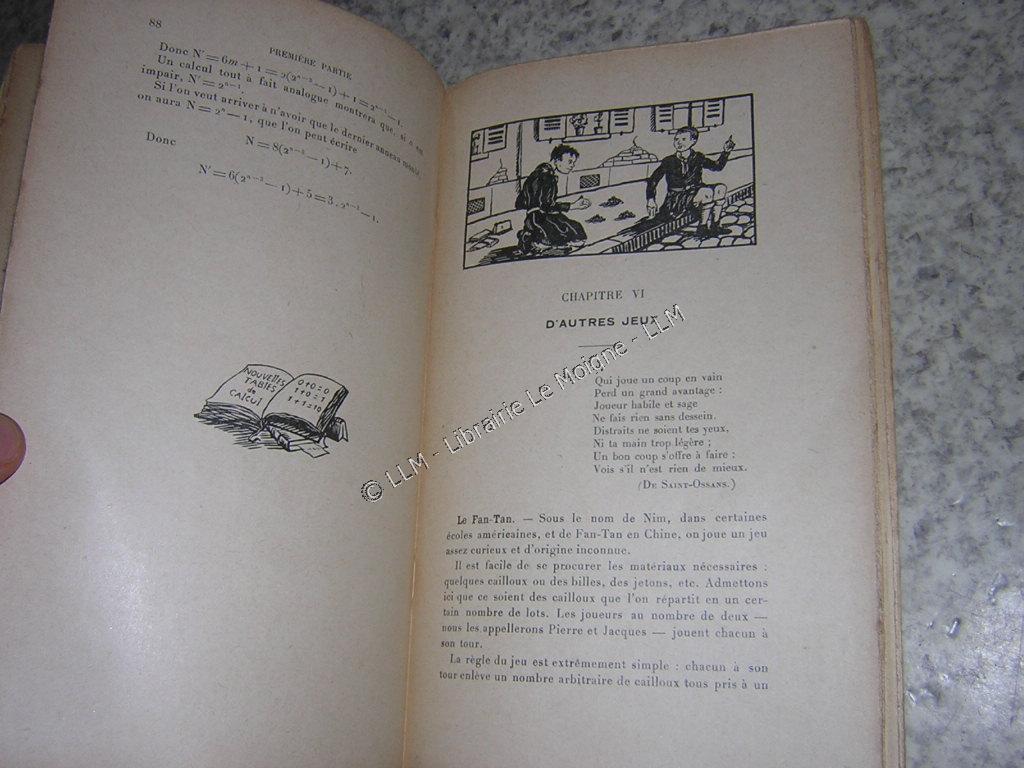 88
PREMIÈRE PARTIE
Donc N' = 6m + 1 = 2(2ⁿ⁻² — 1) + 1 = 2ⁿ⁻¹ — 1.
Un calcul tout à fait analogue montrera que, si n est
impair, N' = 2ⁿ⁻¹.
Si l'on veut arriver à n'avoir que le dernier anneau monté
on aura N = 2ⁿ — 1, que l'on peut écrire
N = 8(2ⁿ⁻³ — 1) + 7.
Donc
N' = 6(2ⁿ⁻³ — 1) + 5 = 3 . 2ⁿ⁻² — 1.
NOUVELLES
TABLES
de
CALCUL
0+0=0
1+0=1
1+1=10
CHAPITRE VI
D'AUTRES JEUX
Qui joue un coup en vain
Perd un grand avantage :
Joueur habile et sage
Ne fais rien sans dessein.
Distraits ne soient tes yeux,
Ni ta main trop légère ;
Un bon coup s'offre à faire :
Vois s'il n'est rien de mieux.
(DE SAINT-OSSANS.)
Le Fan-Tan. — Sous le nom de Nim, dans certaines
écoles américaines, et de Fan-Tan en Chine, on joue un jeu
assez curieux et d'origine inconnue.
Il est facile de se procurer les matériaux nécessaires :
quelques cailloux ou des billes, des jetons, etc. Admettons
ici que ce soient des cailloux que l'on répartit en un cer-
tain nombre de lots. Les joueurs au nombre de deux —
nous les appellerons Pierre et Jacques — jouent chacun à
son tour.
La règle du jeu est extrêmement simple : chacun à son
tour enlève un nombre arbitraire de cailloux tous pris à un
© LLM - Librairie Le Moigne - LLM